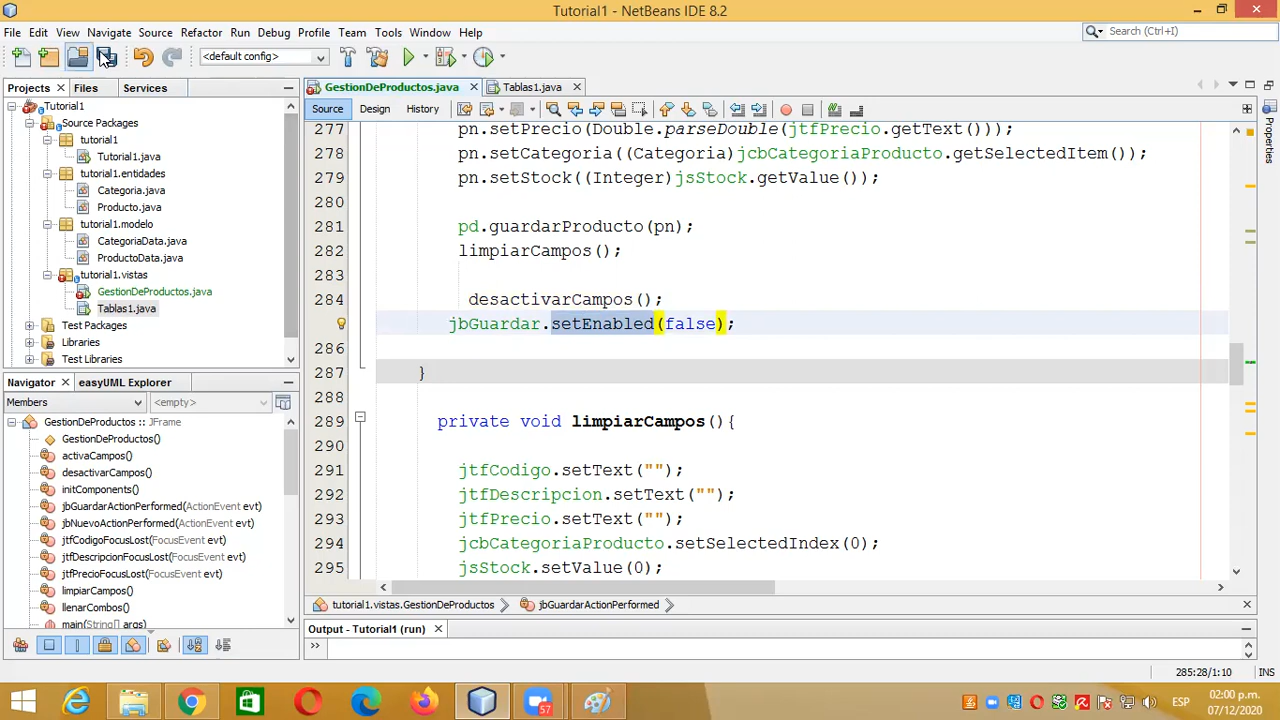 Tutorial1 - NetBeans IDE 8.2
File Edit View Navigate Source Refactor Run Debug Profile Team Tools Window Help
Search (Ctrl+I)
<default config>
Projects Files Services
GestionDeProductos.java Tablas1.java
Source Design History
Tutorial1
Source Packages
tutorial1
Tutorial1.java
tutorial1.entidades
Categoria.java
Producto.java
tutorial1.modelo
CategoriaData.java
ProductoData.java
tutorial1.vistas
GestionDeProductos.java
Tablas1.java
Test Packages
Libraries
Test Libraries
277 pn.setPrecio(Double.parseDouble(jtfPrecio.getText()));
278 pn.setCategoria((Categoria)jcbCategoriaProducto.getSelectedItem());
279 pn.setStock((Integer)jsStock.getValue());
280
281 pd.guardarProducto(pn);
282 limpiarCampos();
283
284 desactivarCampos();
jbGuardar.setEnabled(false);
286
287 }
288
289 private void limpiarCampos(){
290
291 jtfCodigo.setText("");
292 jtfDescripcion.setText("");
293 jtfPrecio.setText("");
294 jcbCategoriaProducto.setSelectedIndex(0);
295 jsStock.setValue(0);
Properties
Navigator easyUML Explorer
Members <empty>
GestionDeProductos :: JFrame
GestionDeProductos()
activaCampos()
desactivarCampos()
initComponents()
jbGuardarActionPerformed(ActionEvent evt)
jbNuevoActionPerformed(ActionEvent evt)
jtfCodigoFocusLost(FocusEvent evt)
jtfDescripcionFocusLost(FocusEvent evt)
jtfPrecioFocusLost(FocusEvent evt)
limpiarCampos()
llenarCombos()
main(String[] args)
tutorial1.vistas.GestionDeProductos jbGuardarActionPerformed
Output - Tutorial1 (run)
285:28/1:10 INS
57
ESP
02:00 p.m.
07/12/2020